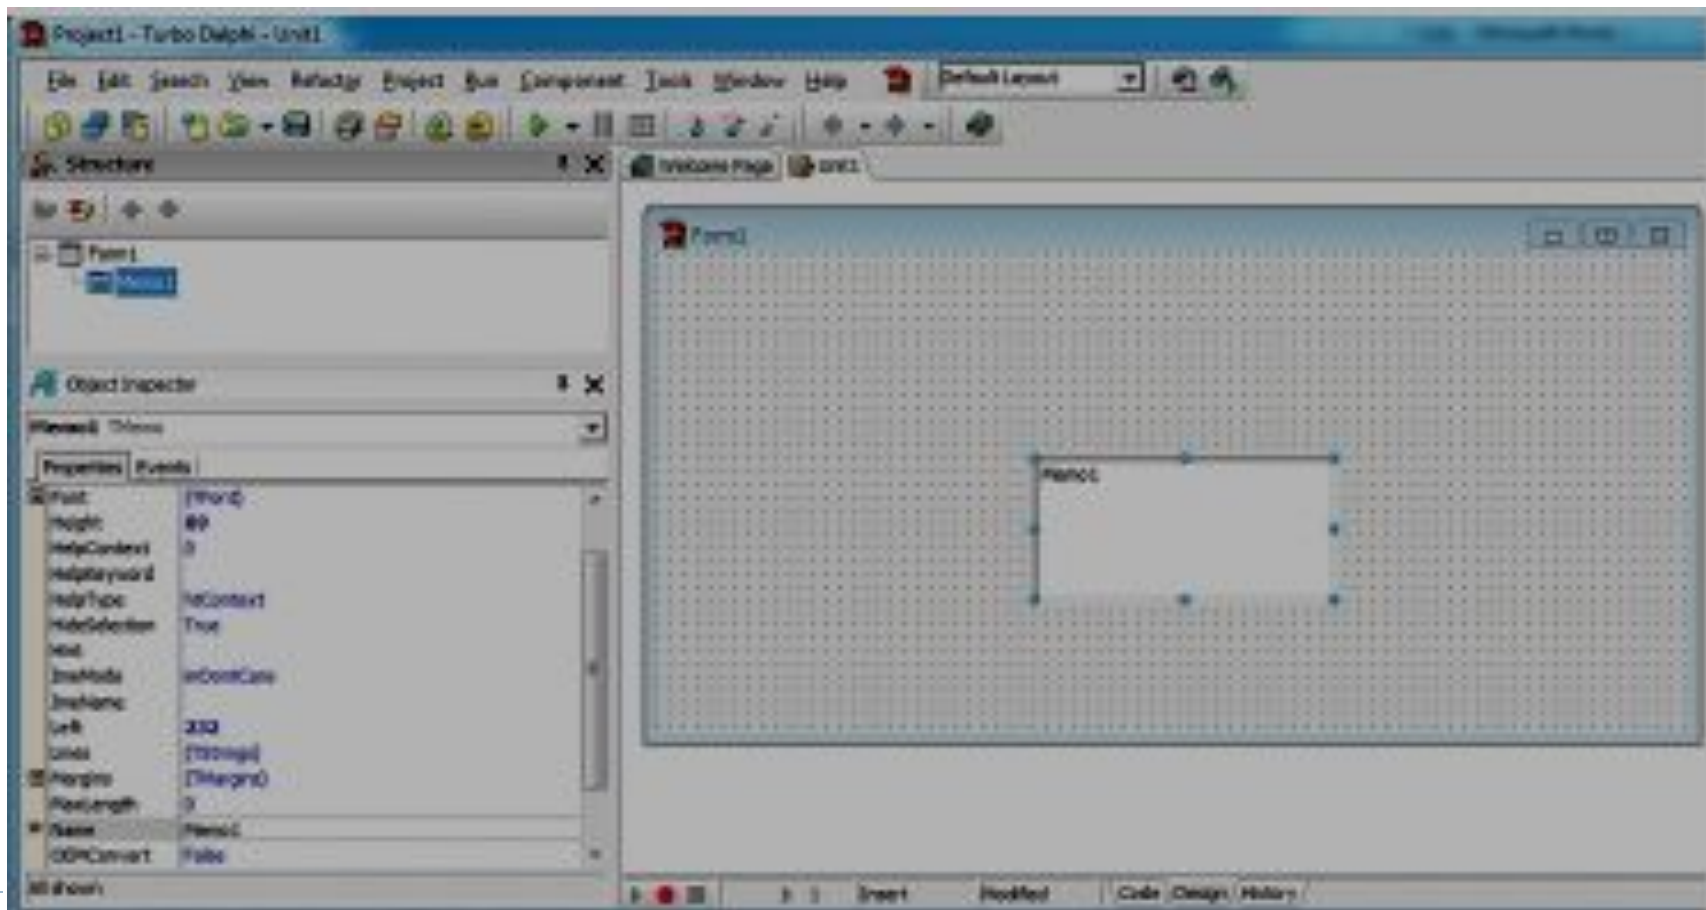 Project1 - Turbo Delphi - Unit1
File Edit Search View Refactor Project Run Component Tools Window Help Default Layout
Structure
Welcome Page Unit1
Form1
Memo1
Form1
Object Inspector
Memo1 TMemo
Properties Events
Memo1
Font (TFont)
Height 89
HelpContext 0
HelpKeyword
HelpType htContext
HideSelection True
Hint
ImeMode imDontCare
ImeName
Left 232
Lines (TStrings)
Margins (TMargins)
MaxLength 0
Name Memo1
OEMConvert False
All shown
Insert Modified Code Design History